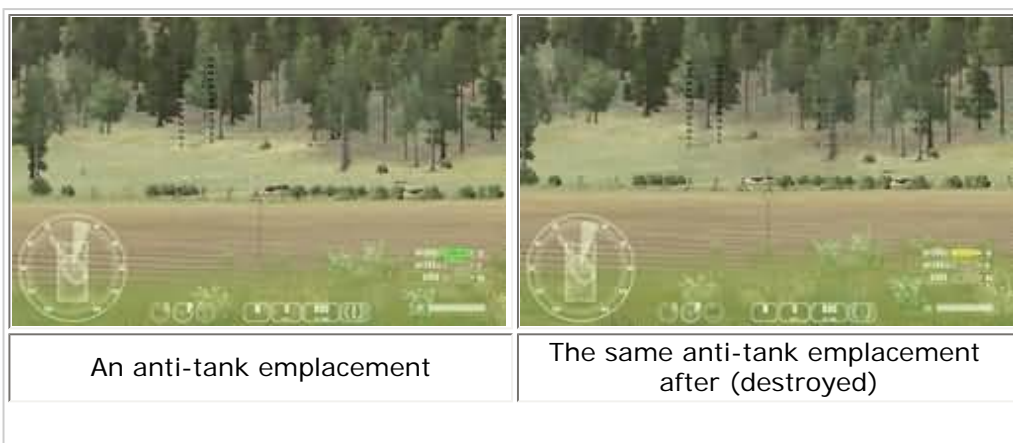 An anti-tank emplacement
The same anti-tank emplacement
after (destroyed)